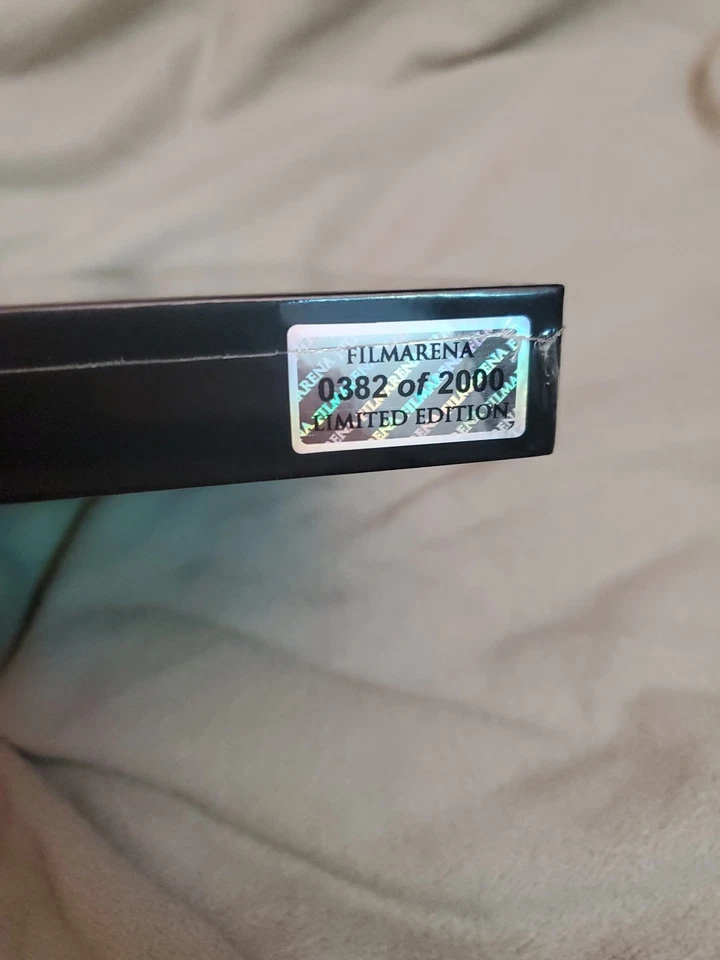 FILMARENA
0382 of 2000
LIMITED EDITION